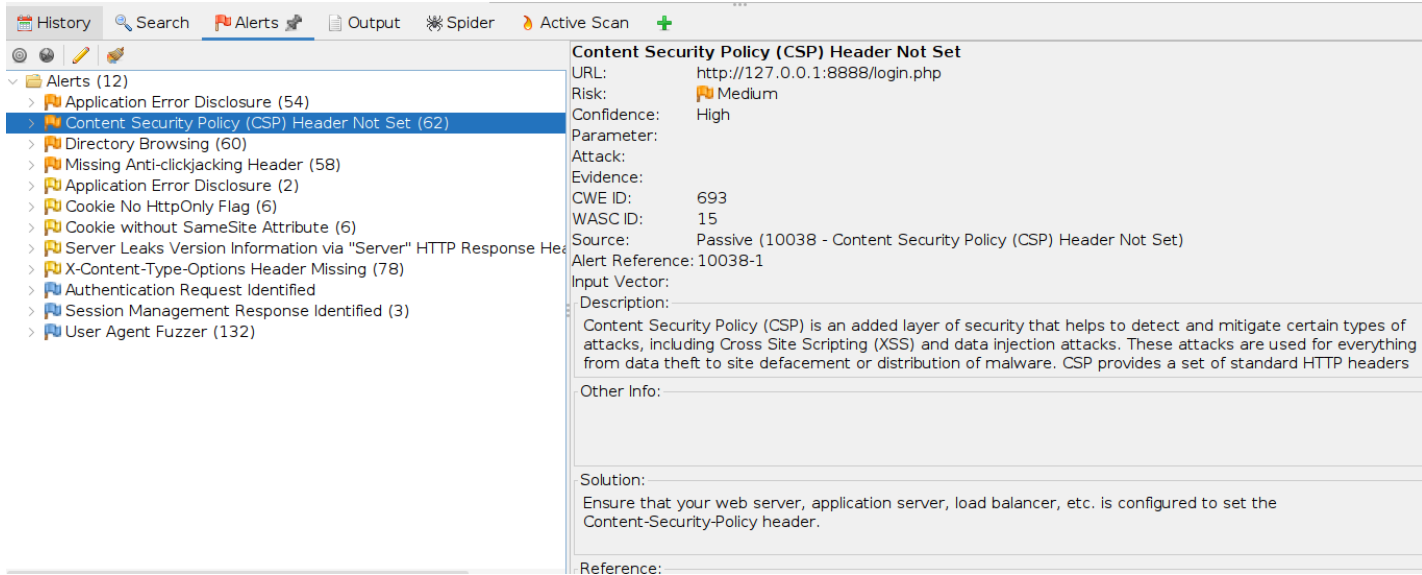 History Search Alerts Output Spider Active Scan
Alerts (12)
Application Error Disclosure (54)
Content Security Policy (CSP) Header Not Set (62)
Directory Browsing (60)
Missing Anti-clickjacking Header (58)
Application Error Disclosure (2)
Cookie No HttpOnly Flag (6)
Cookie without SameSite Attribute (6)
Server Leaks Version Information via "Server" HTTP Response Hea
X-Content-Type-Options Header Missing (78)
Authentication Request Identified
Session Management Response Identified (3)
User Agent Fuzzer (132)
Content Security Policy (CSP) Header Not Set
URL: http://127.0.0.1:8888/login.php
Risk: Medium
Confidence: High
Parameter:
Attack:
Evidence:
CWE ID: 693
WASC ID: 15
Source: Passive (10038 - Content Security Policy (CSP) Header Not Set)
Alert Reference: 10038-1
Input Vector:
Description:
Content Security Policy (CSP) is an added layer of security that helps to detect and mitigate certain types of
attacks, including Cross Site Scripting (XSS) and data injection attacks. These attacks are used for everything
from data theft to site defacement or distribution of malware. CSP provides a set of standard HTTP headers
Other Info:
Solution:
Ensure that your web server, application server, load balancer, etc. is configured to set the
Content-Security-Policy header.
Reference: